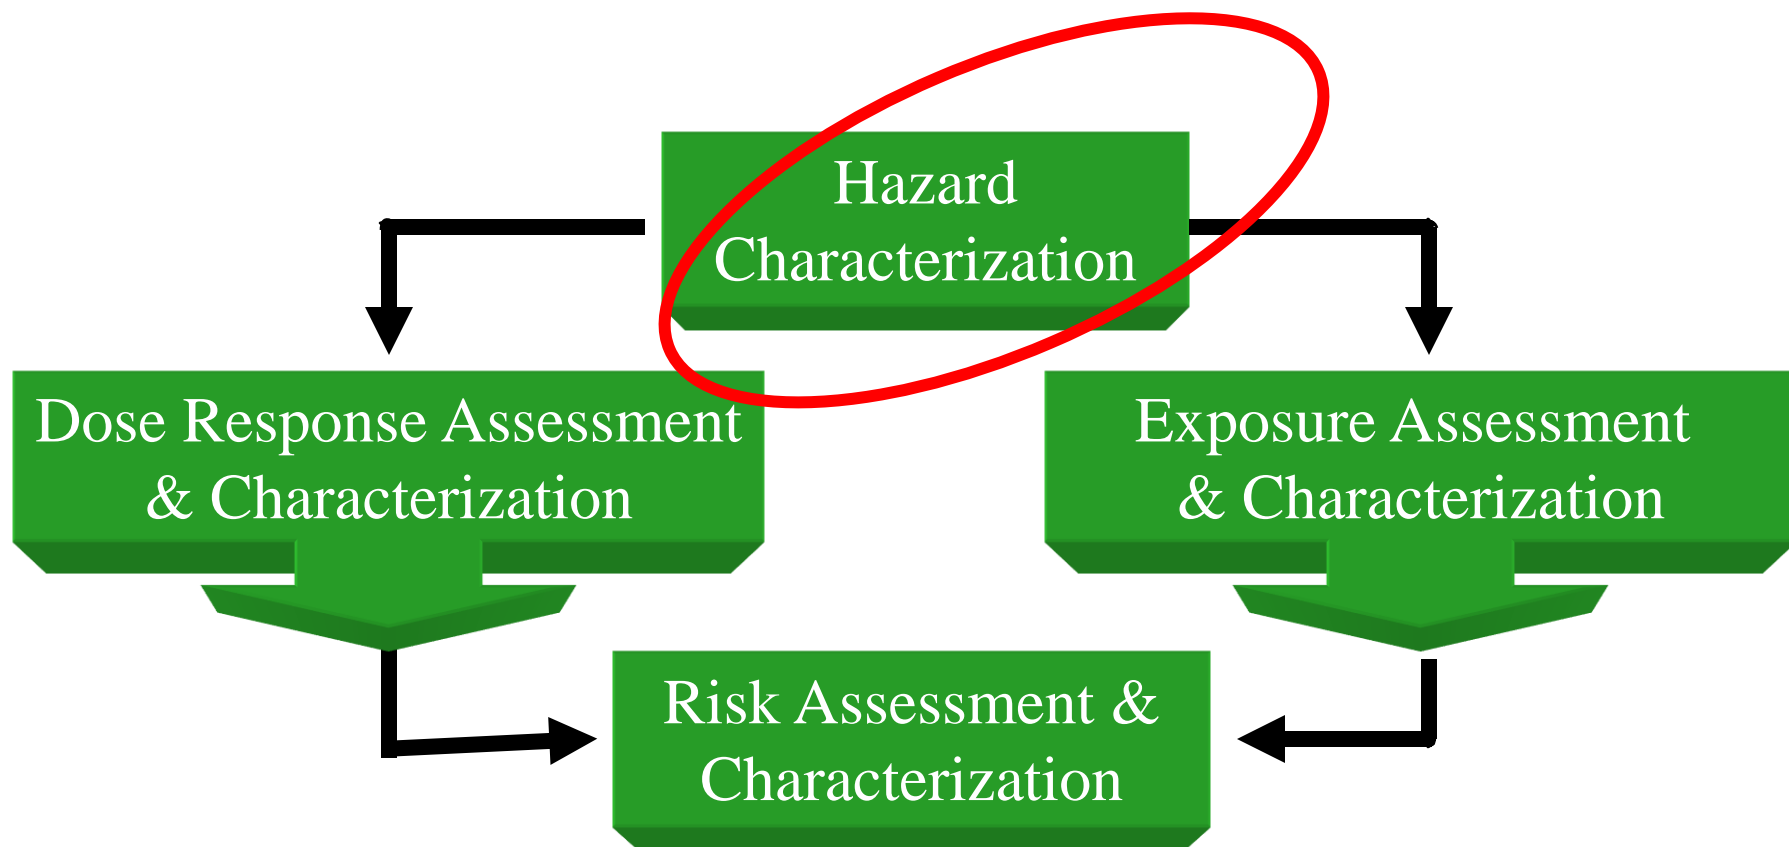 Hazard
Characterization
Dose Response Assessment
& Characterization
Exposure Assessment
& Characterization
Risk Assessment &
Characterization